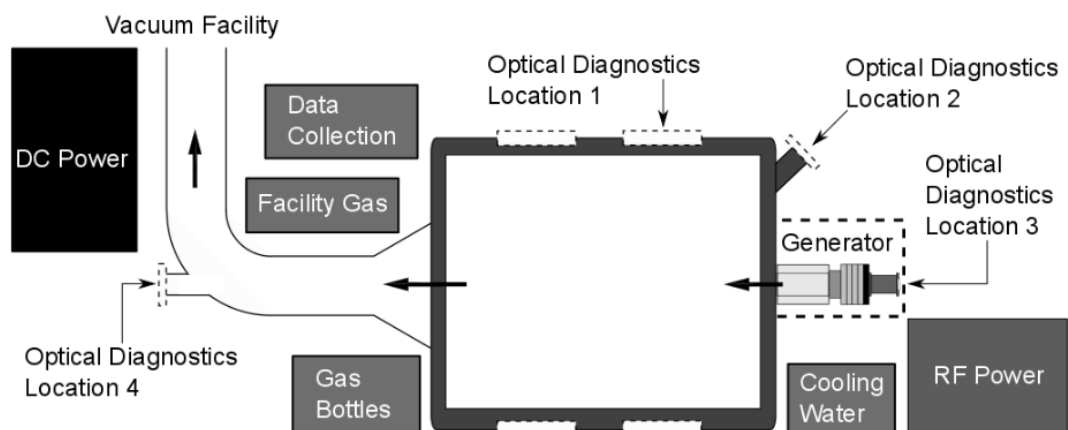 Vacuum Facility
DC Power
Data
Collection
Facility Gas
Optical Diagnostics
Location 1
Optical Diagnostics
Location 2
Optical
Diagnostics
Location 3
Generator
Optical Diagnostics
Location 4
Gas
Bottles
Cooling
Water
RF Power